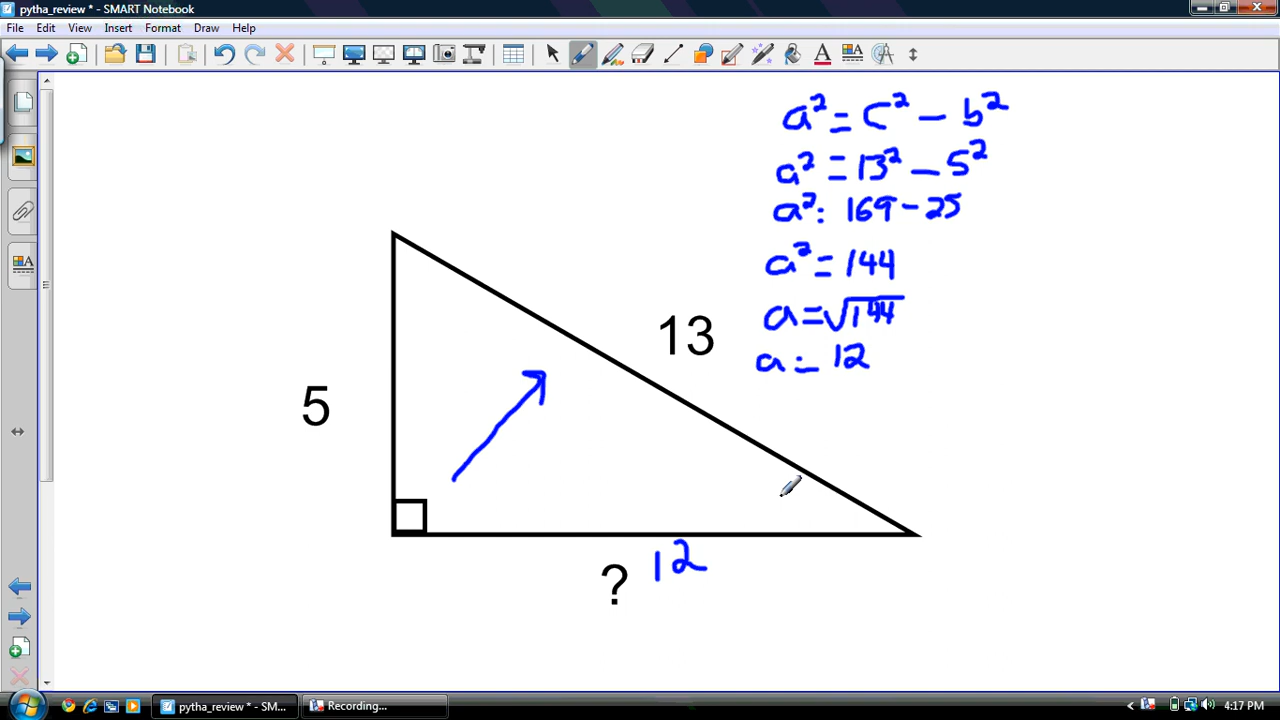 pytha_review * - SMART Notebook
File Edit View Insert Format Draw Help
a² = c² - b²
a² = 13² - 5²
a² : 169 - 25
a² = 144
a = √144
a = 12
13
5
12
?
pytha_review * - SM...
Recording...
4:17 PM